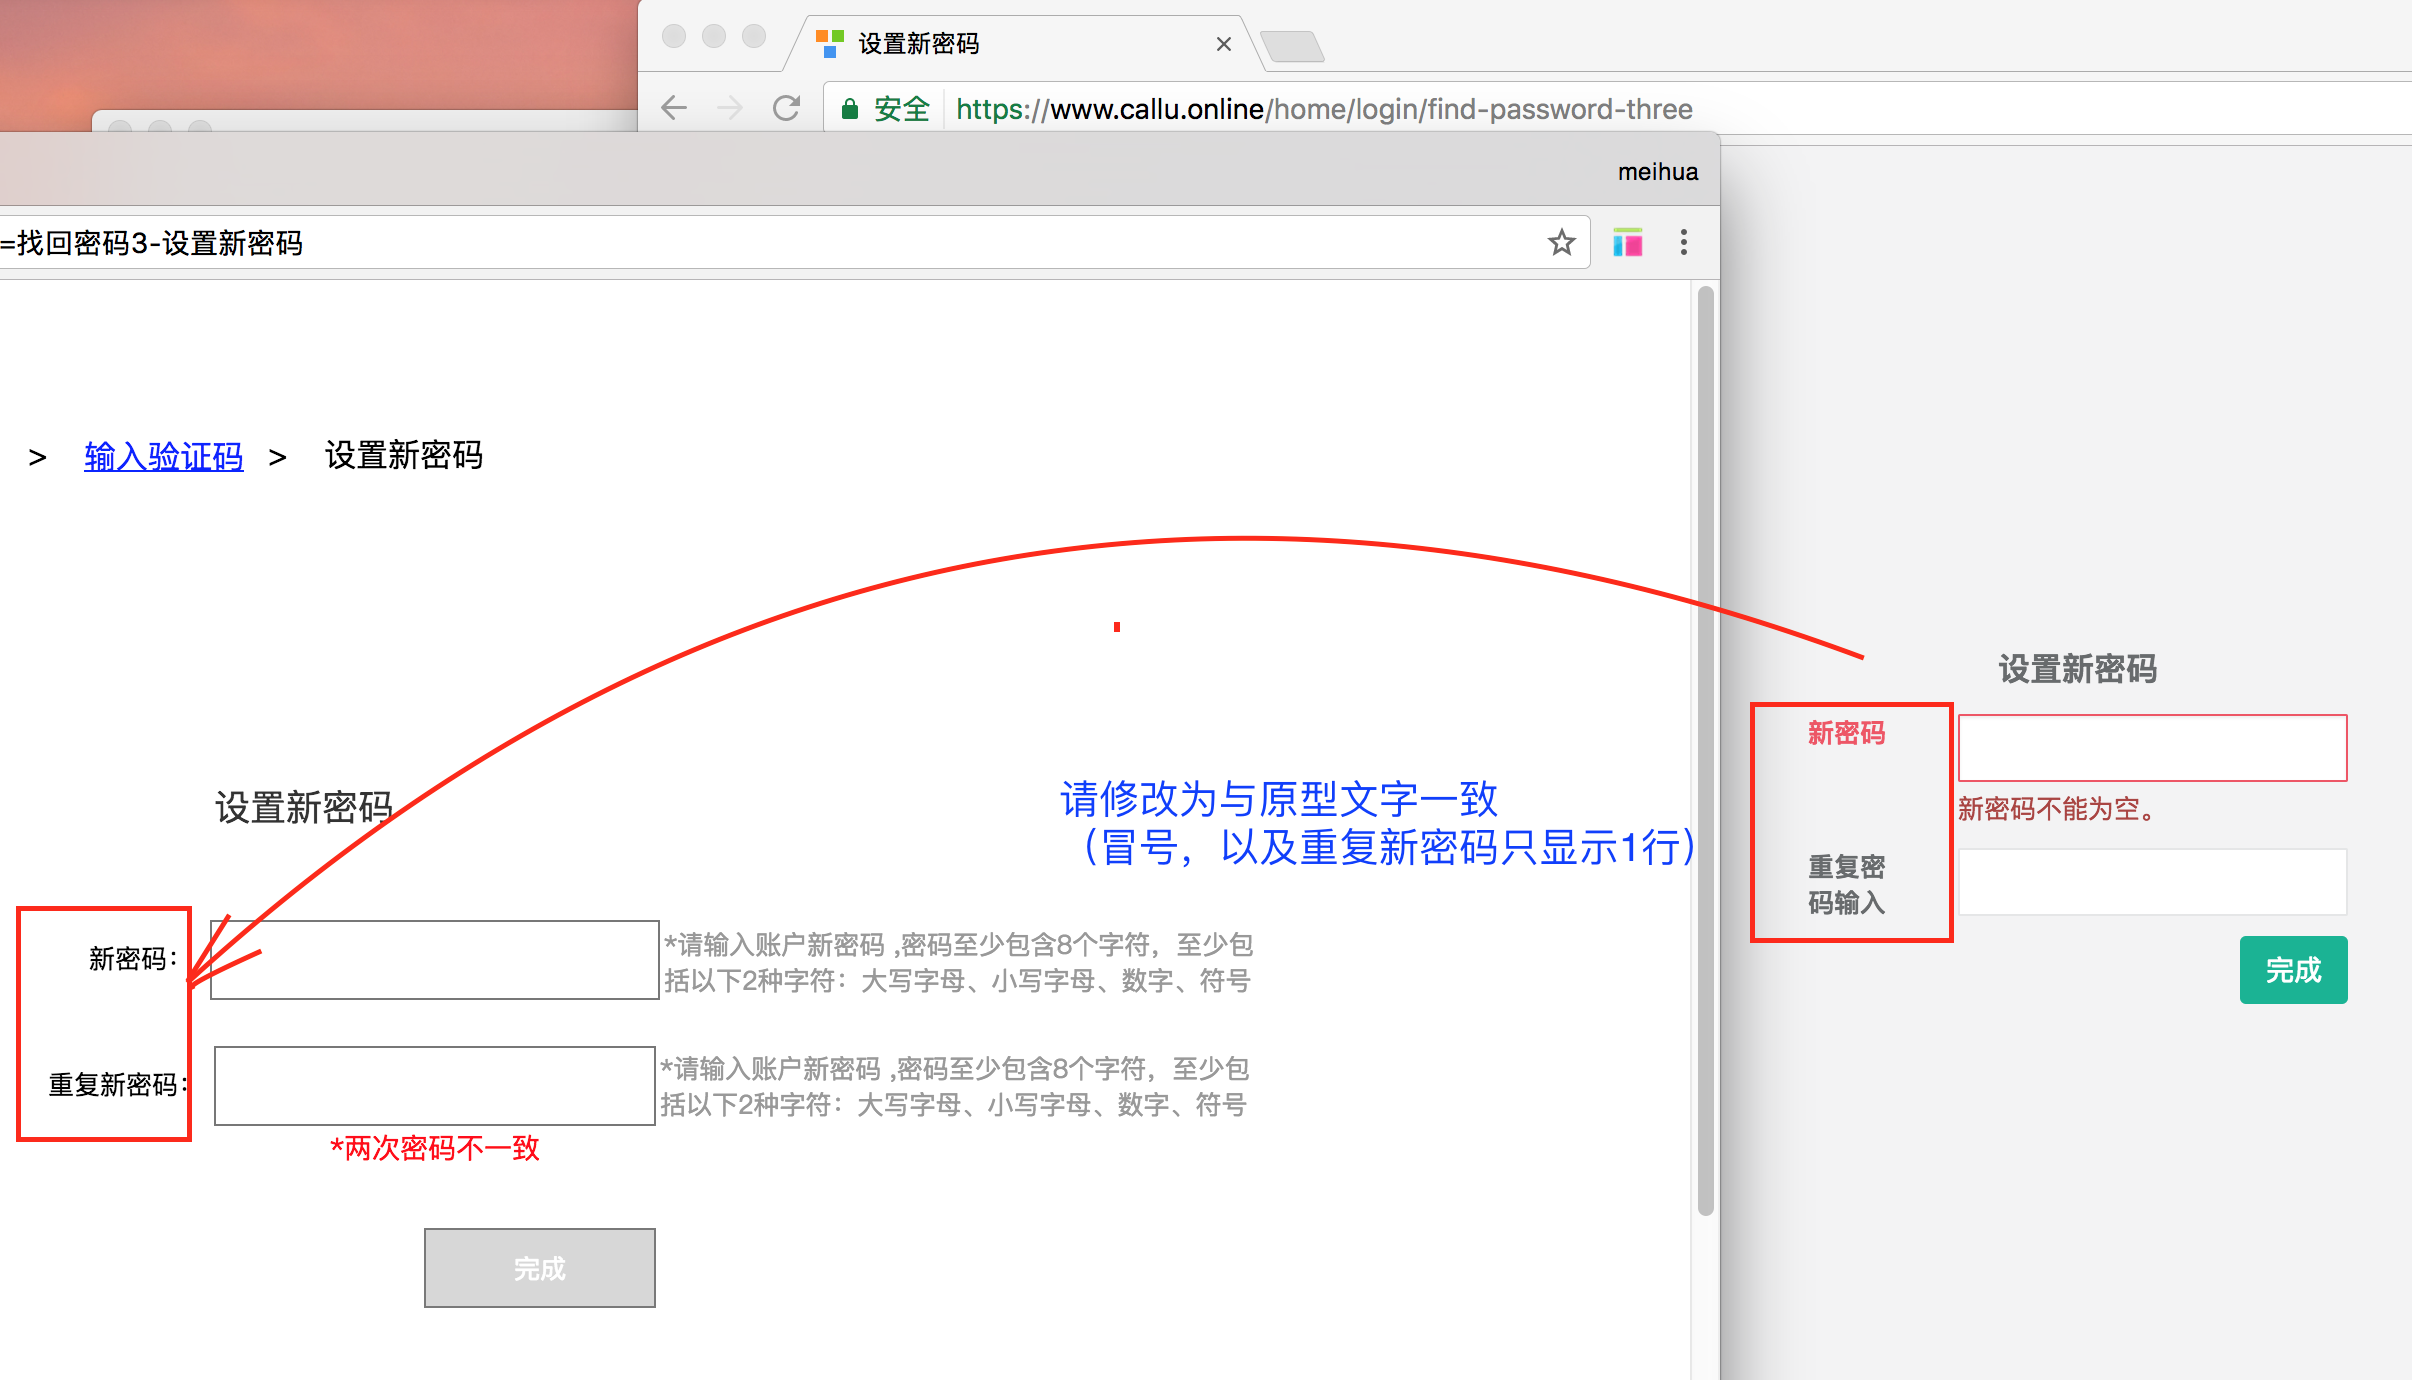 设置新密码
安全 https://www.callu.online/home/login/find-password-three
meihua
=找回密码3-设置新密码
> 输入验证码 > 设置新密码
设置新密码
请修改为与原型文字一致
（冒号，以及重复新密码只显示1行）
新密码：
*请输入账户新密码 ,密码至少包含8个字符，至少包
括以下2种字符：大写字母、小写字母、数字、符号
重复新密码：
*请输入账户新密码 ,密码至少包含8个字符，至少包
括以下2种字符：大写字母、小写字母、数字、符号
*两次密码不一致
完成
设置新密码
新密码
新密码不能为空。
重复密
码输入
完成